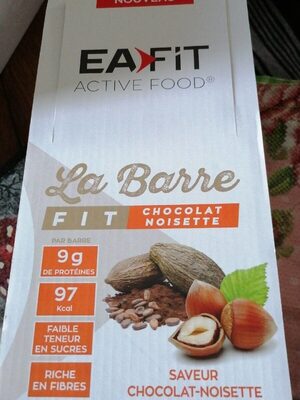 NOUVEAU
EAFIT
ACTIVE FOOD®
La Barre
FIT
CHOCOLAT
NOISETTE
PAR BARRE
9g
DE PROTÉINES
97
Kcal
FAIBLE
TENEUR
EN SUCRES
RICHE
EN FIBRES
SAVEUR
CHOCOLAT-NOISETTE